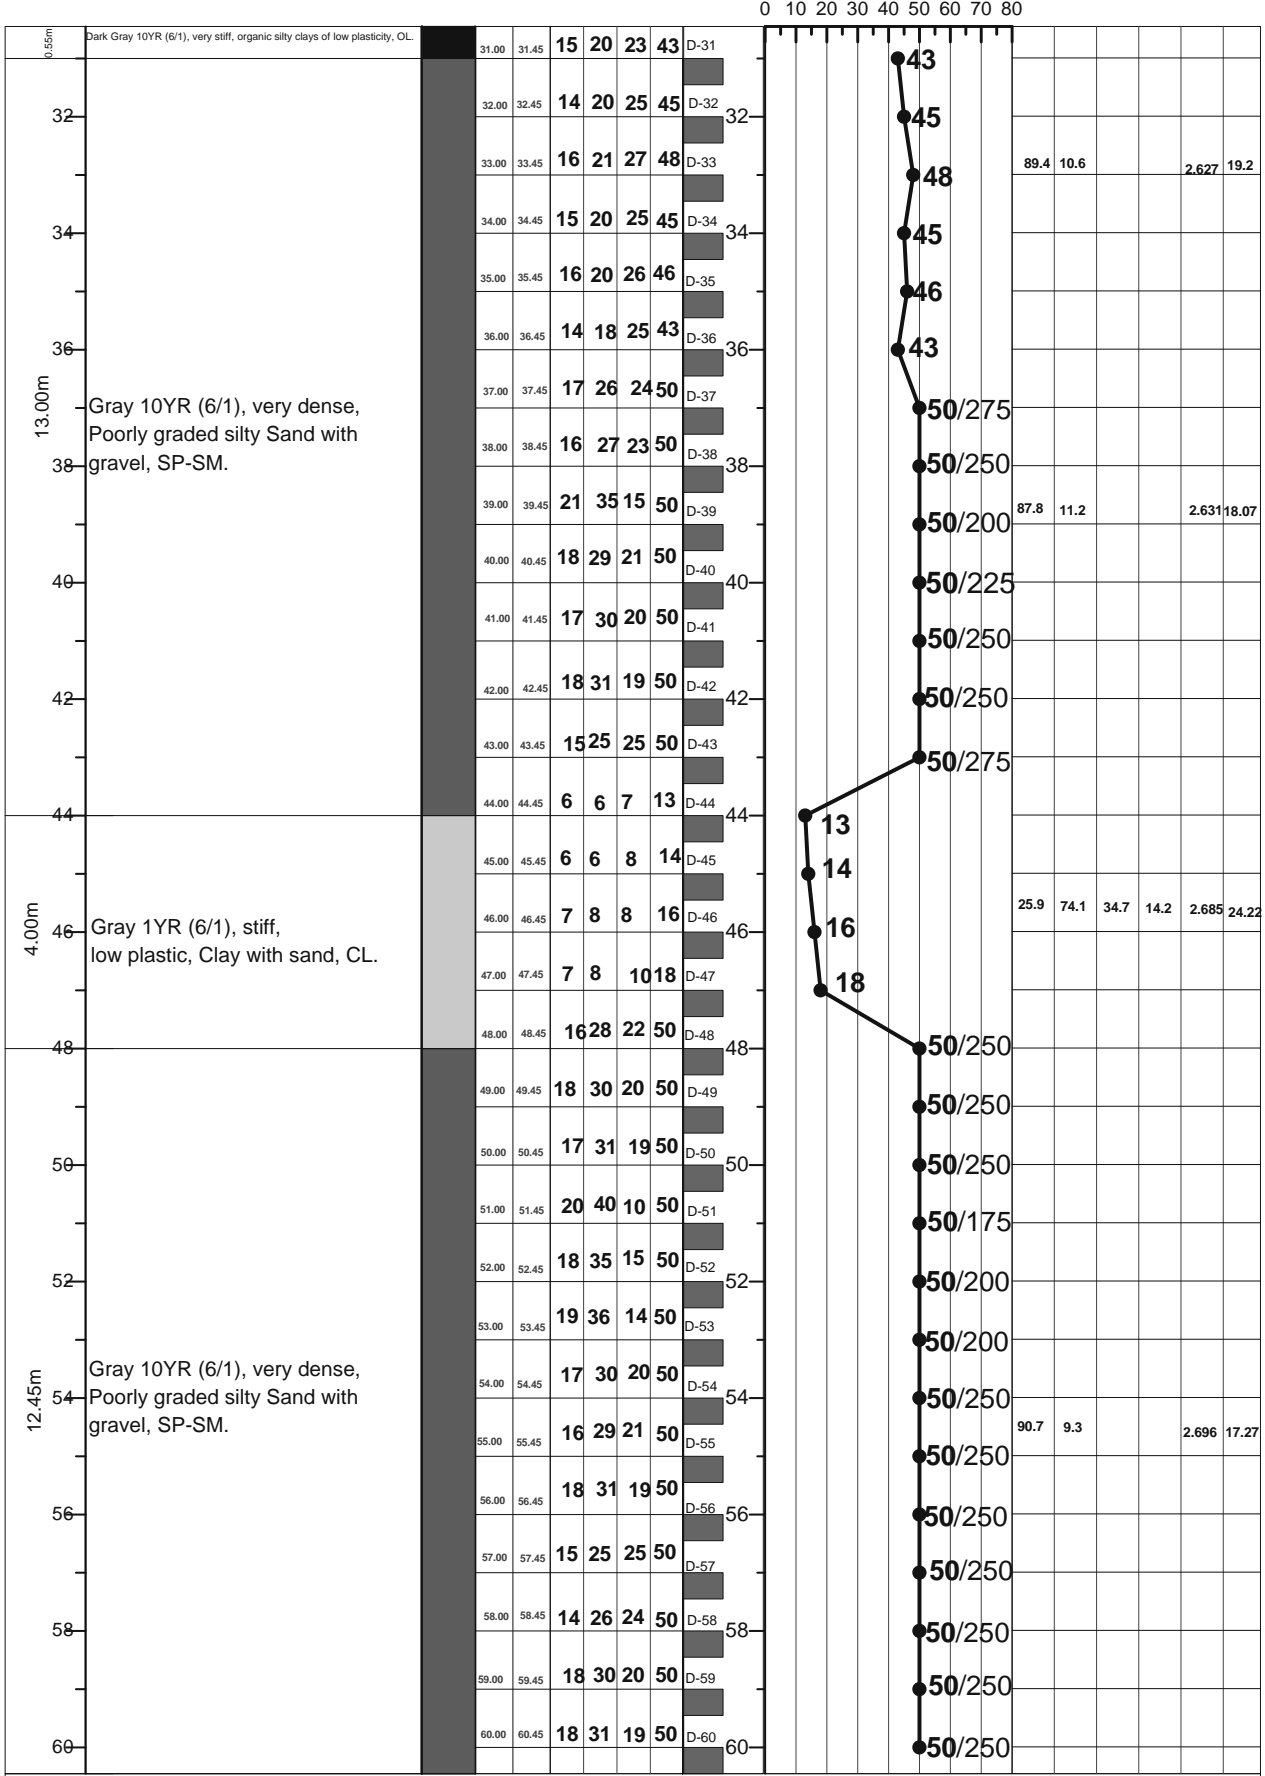 0 10 20 30 40 50 60 70 80
0.55m Dark Gray 10YR (6/1), very stiff, organic silty clays of low plasticity, OL. 31.00 31.45 15 20 23 43 D-31
43
32 32.00 32.45 14 20 25 45 D-32 32 45
33.00 33.45 16 21 27 48 D-33 48 89.4 10.6 2.627 19.2
34 34.00 34.45 15 20 25 45 D-34 34 45
35.00 35.45 16 20 26 46 D-35 46
36 36.00 36.45 14 18 25 43 D-36 36 43
13.00m
Gray 10YR (6/1), very dense,
Poorly graded silty Sand with
gravel, SP-SM.
37.00 37.45 17 26 24 50 D-37 50/275
38 38.00 38.45 16 27 23 50 D-38 38 50/250
39.00 39.45 21 35 15 50 D-39 50/200 87.8 11.2 2.631 18.07
40 40.00 40.45 18 29 21 50 D-40 40 50/225
41.00 41.45 17 30 20 50 D-41 50/250
42 42.00 42.45 18 31 19 50 D-42 42 50/250
43.00 43.45 15 25 25 50 D-43 50/275
44 44.00 44.45 6 6 7 13 D-44 44 13
45.00 45.45 6 6 8 14 D-45 14
4.00m
Gray 1YR (6/1), stiff,
low plastic, Clay with sand, CL.
46 46.00 46.45 7 8 8 16 D-46 46 16 25.9 74.1 34.7 14.2 2.685 24.22
47.00 47.45 7 8 10 18 D-47 18
48 48.00 48.45 16 28 22 50 D-48 48 50/250
49.00 49.45 18 30 20 50 D-49 50/250
50 50.00 50.45 17 31 19 50 D-50 50 50/250
51.00 51.45 20 40 10 50 D-51 50/175
52 52.00 52.45 18 35 15 50 D-52 52 50/200
53.00 53.45 19 36 14 50 D-53 50/200
12.45m
Gray 10YR (6/1), very dense,
Poorly graded silty Sand with
gravel, SP-SM.
54 54.00 54.45 17 30 20 50 D-54 54 50/250
55.00 55.45 16 29 21 50 D-55 50/250 90.7 9.3 2.696 17.27
56 56.00 56.45 18 31 19 50 D-56 56 50/250
57.00 57.45 15 25 25 50 D-57 50/250
58 58.00 58.45 14 26 24 50 D-58 58 50/250
59.00 59.45 18 30 20 50 D-59 50/250
60 60.00 60.45 18 31 19 50 D-60 60 50/250